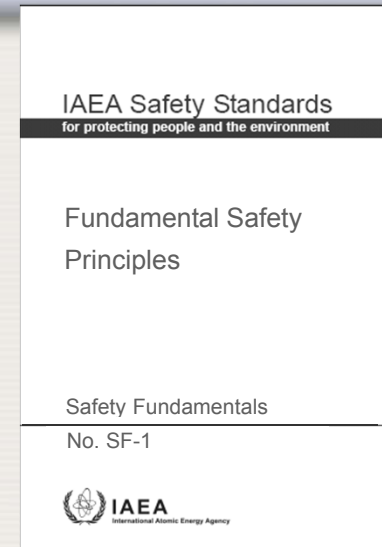 IAEA Safety Standards
for protecting people and the environment
Fundamental Safety
Principles
Safety Fundamentals
No. SF-1
IAEA
International Atomic Energy Agency